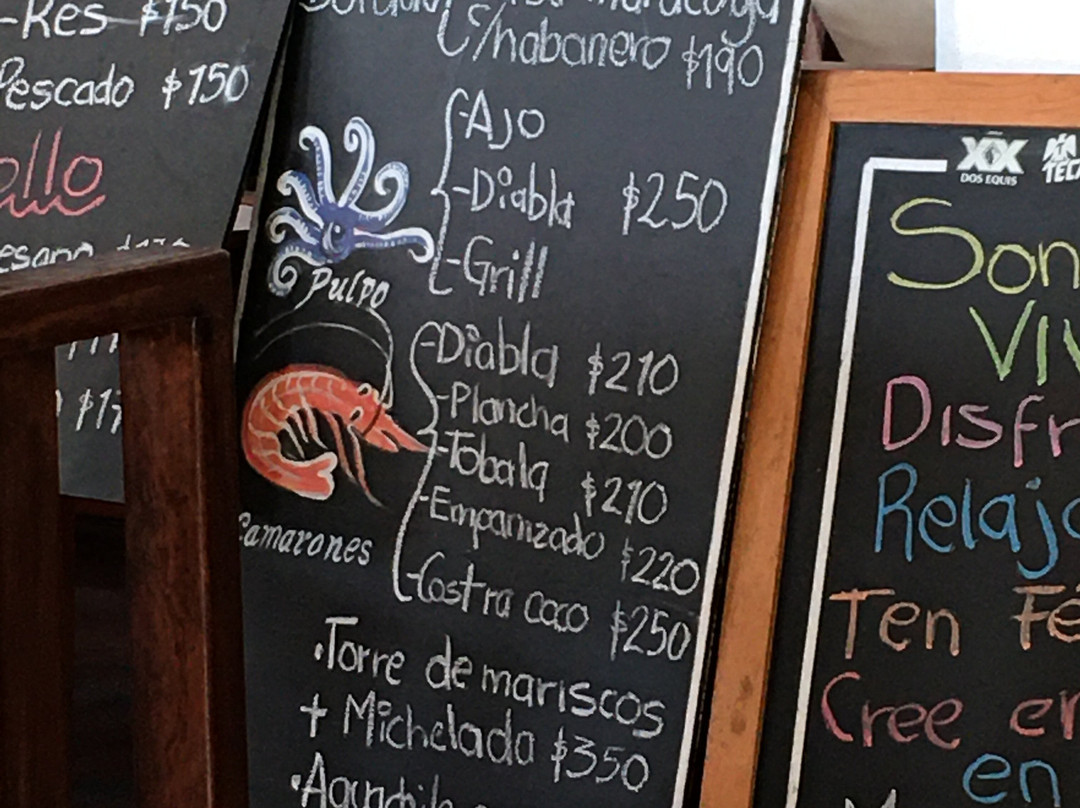 -Res $150
Pescado $150
C/habanero $190
-Ajo
-Diabla $250
-Grill
Pulpo
-Diabla $210
-Plancha $200
-Tobala $210
-Empanizado $220
-Costra coco $250
Camarones
•Torre de mariscos
+ Michelada $350
XX
DOS EQUIS
Son
Viv
Disfr
Relaja
Ten Fé
Cree en
en